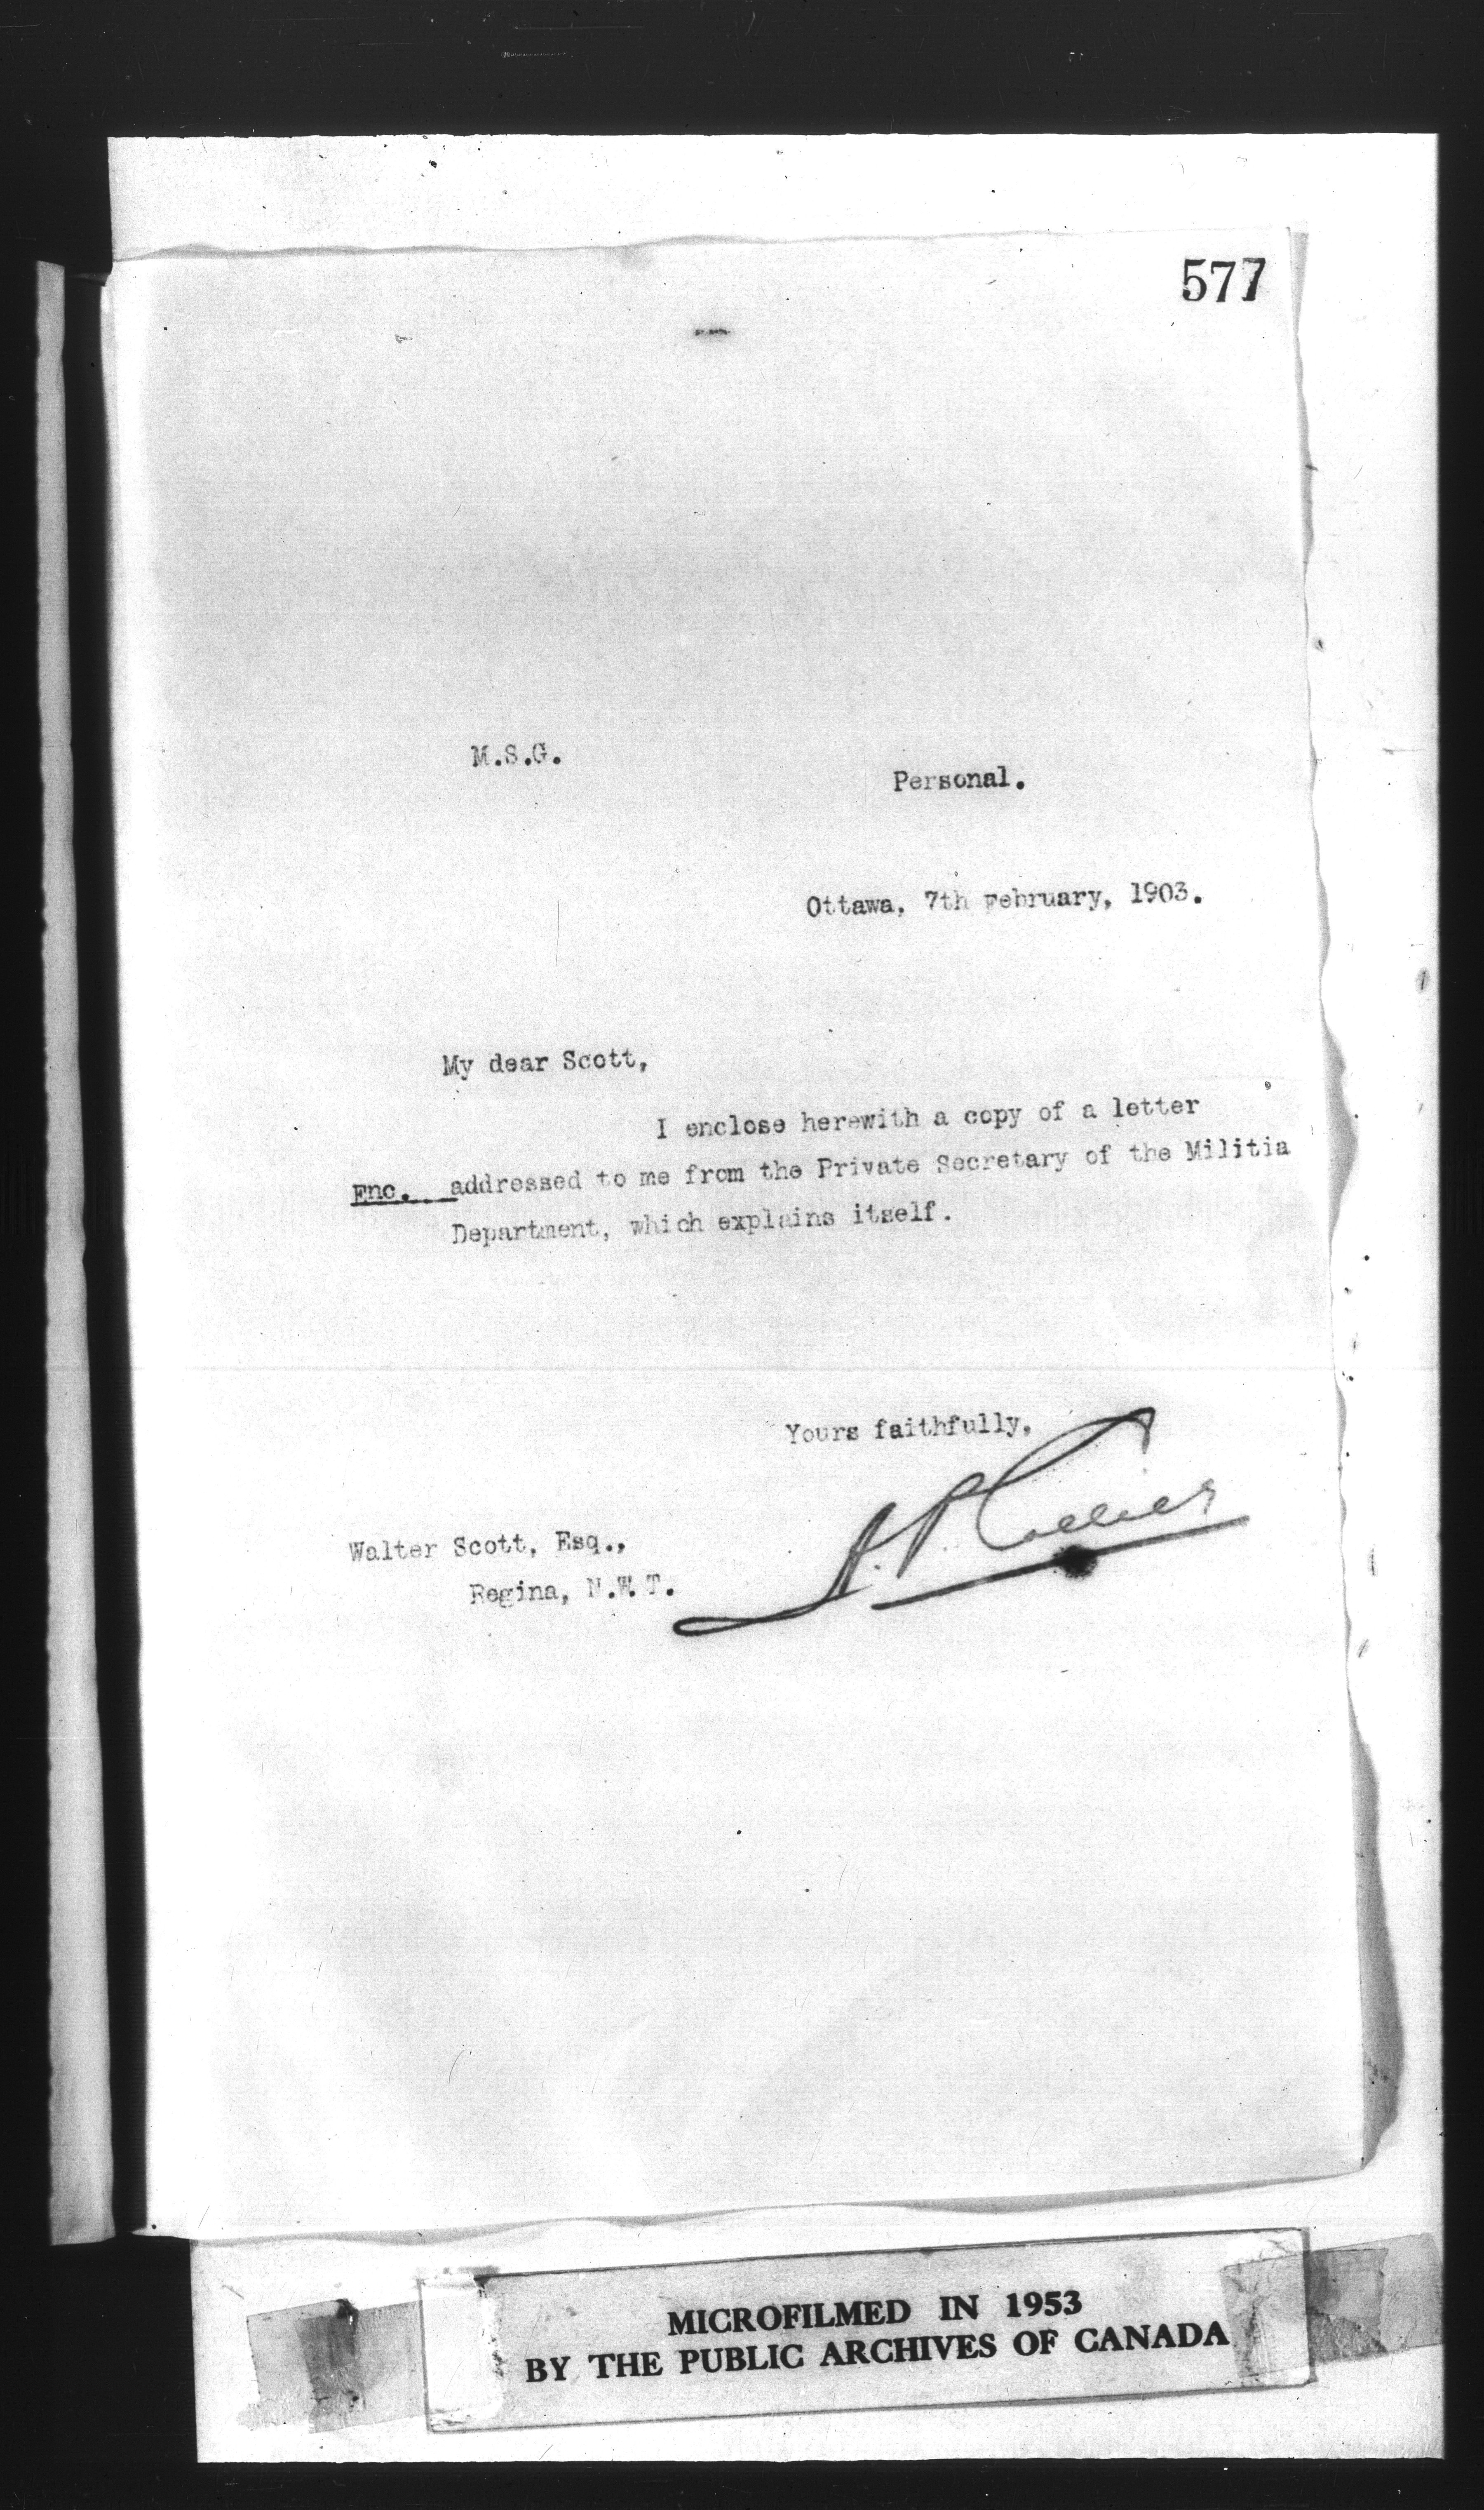 577
M.S.G.
Personal.
Ottawa, 7th February, 1903.
My dear Scott,
I enclose herewith a copy of a letter
Enc. addressed to me from the Private Secretary of the Militia
Department, which explains itself.
Yours faithfully,
A. P. Collier
Walter Scott, Esq.,
Regina, N.W.T.
MICROFILMED IN 1953
BY THE PUBLIC ARCHIVES OF CANADA